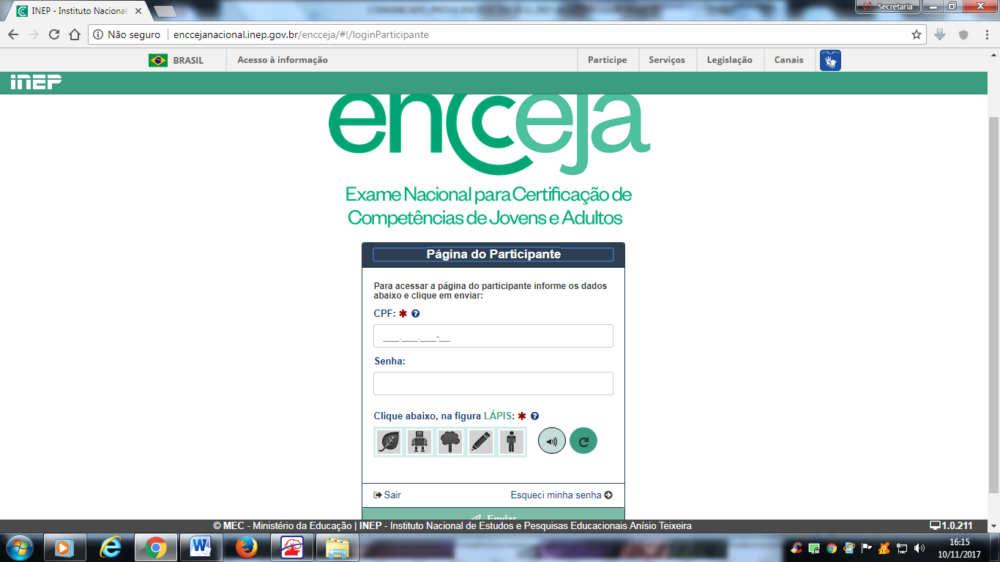 INEP - Instituto Nacional
Secretaria
Não seguro
enccejanacional.inep.gov.br/encceja/#!/loginParticipante
BRASIL
Acesso à informação
Participe
Serviços
Legislação
Canais
INEP
encceja
Exame Nacional para Certificação de
Competências de Jovens e Adultos
Página do Participante
Para acessar a página do participante informe os dados
abaixo e clique em enviar:
CPF: *
___.___.___-__
Senha:
Clique abaixo, na figura LÁPIS: *
Sair
Esqueci minha senha
Enviar
© MEC - Ministério da Educação | INEP - Instituto Nacional de Estudos e Pesquisas Educacionais Anísio Teixeira
1.0.211
16:15
10/11/2017